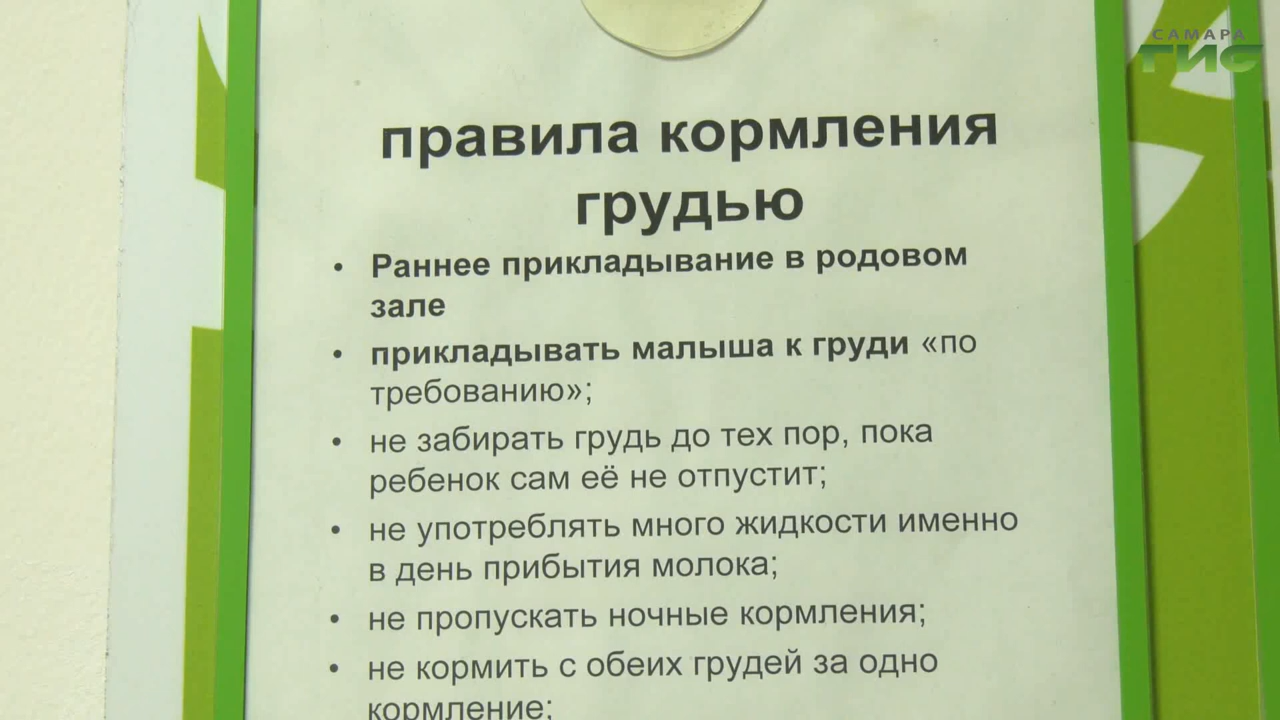 САМАРА
ГИС
правила кормления
грудью
• Раннее прикладывание в родовом
зале
• прикладывать малыша к груди «по
требованию»;
• не забирать грудь до тех пор, пока
ребенок сам её не отпустит;
• не употреблять много жидкости именно
в день прибытия молока;
• не пропускать ночные кормления;
• не кормить с обеих грудей за одно
кормление;